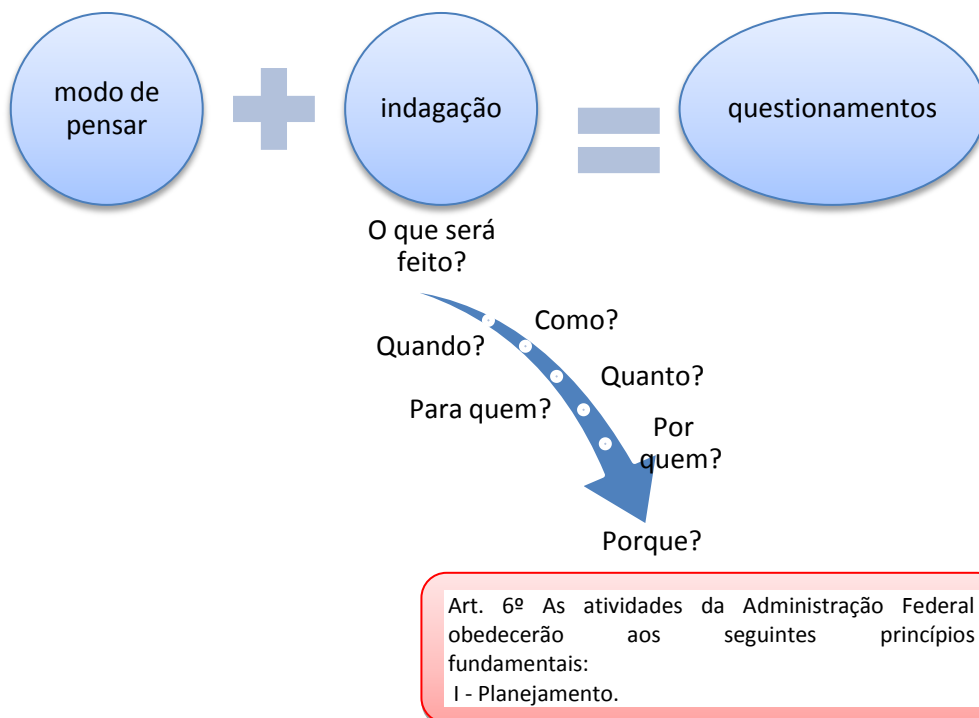 modo de
pensar
indagação
questionamentos
O que será
feito?
Como?
Quando?
Quanto?
Para quem?
Por
quem?
Porque?
Art. 6º As atividades da Administração Federal
obedecerão aos seguintes princípios
fundamentais:
I - Planejamento.